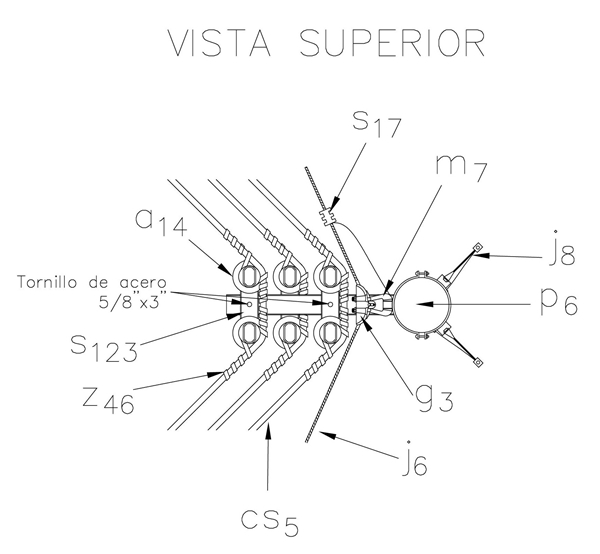 VISTA SUPERIOR
s17
m7
a14
j8
Tornillo de acero
5/8"x3"
p6
s123
z46
g3
j6
cs5